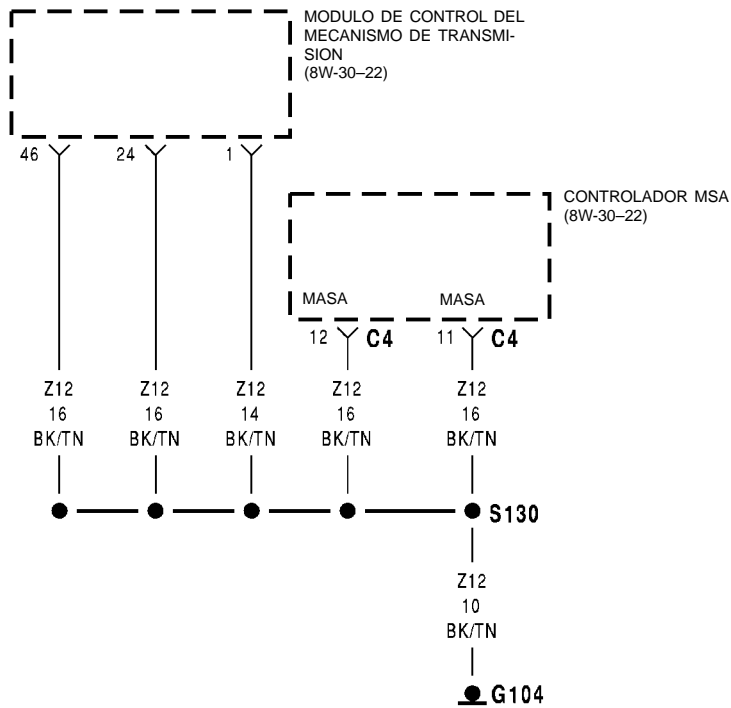 MODULO DE CONTROL DEL
MECANISMO DE TRANSMI-
SION
(8W-30–22)
46
24
1
CONTROLADOR MSA
(8W-30–22)
MASA
MASA
12
C4
11
C4
Z12
16
BK/TN
Z12
16
BK/TN
Z12
14
BK/TN
Z12
16
BK/TN
Z12
16
BK/TN
S130
Z12
10
BK/TN
G104